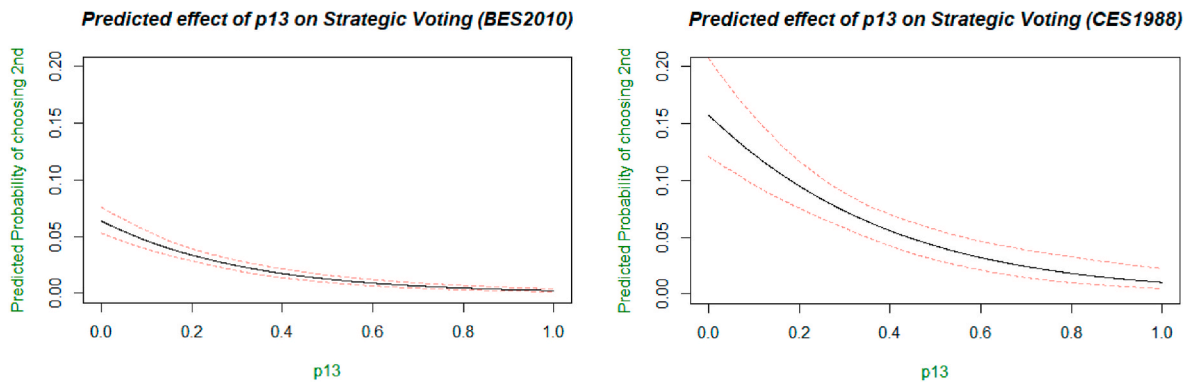 Predicted effect of p13 on Strategic Voting (BES2010)
Predicted Probability of choosing 2nd
0.20
0.15
0.10
0.05
0.00
0.0 0.2 0.4 0.6 0.8 1.0
p13
Predicted effect of p13 on Strategic Voting (CES1988)
Predicted Probability of choosing 2nd
0.20
0.15
0.10
0.05
0.00
0.0 0.2 0.4 0.6 0.8 1.0
p13